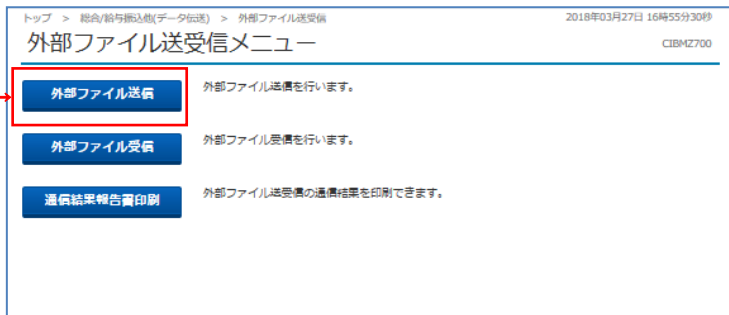 トップ > 総合/給与振込他(データ伝送) > 外部ファイル送受信
2018年03月27日 16時55分30秒
外部ファイル送受信メニュー
CIBMZ700
外部ファイル送信
外部ファイル送信を行います。
外部ファイル受信
外部ファイル受信を行います。
通信結果報告書印刷
外部ファイル送受信の通信結果を印刷できます。